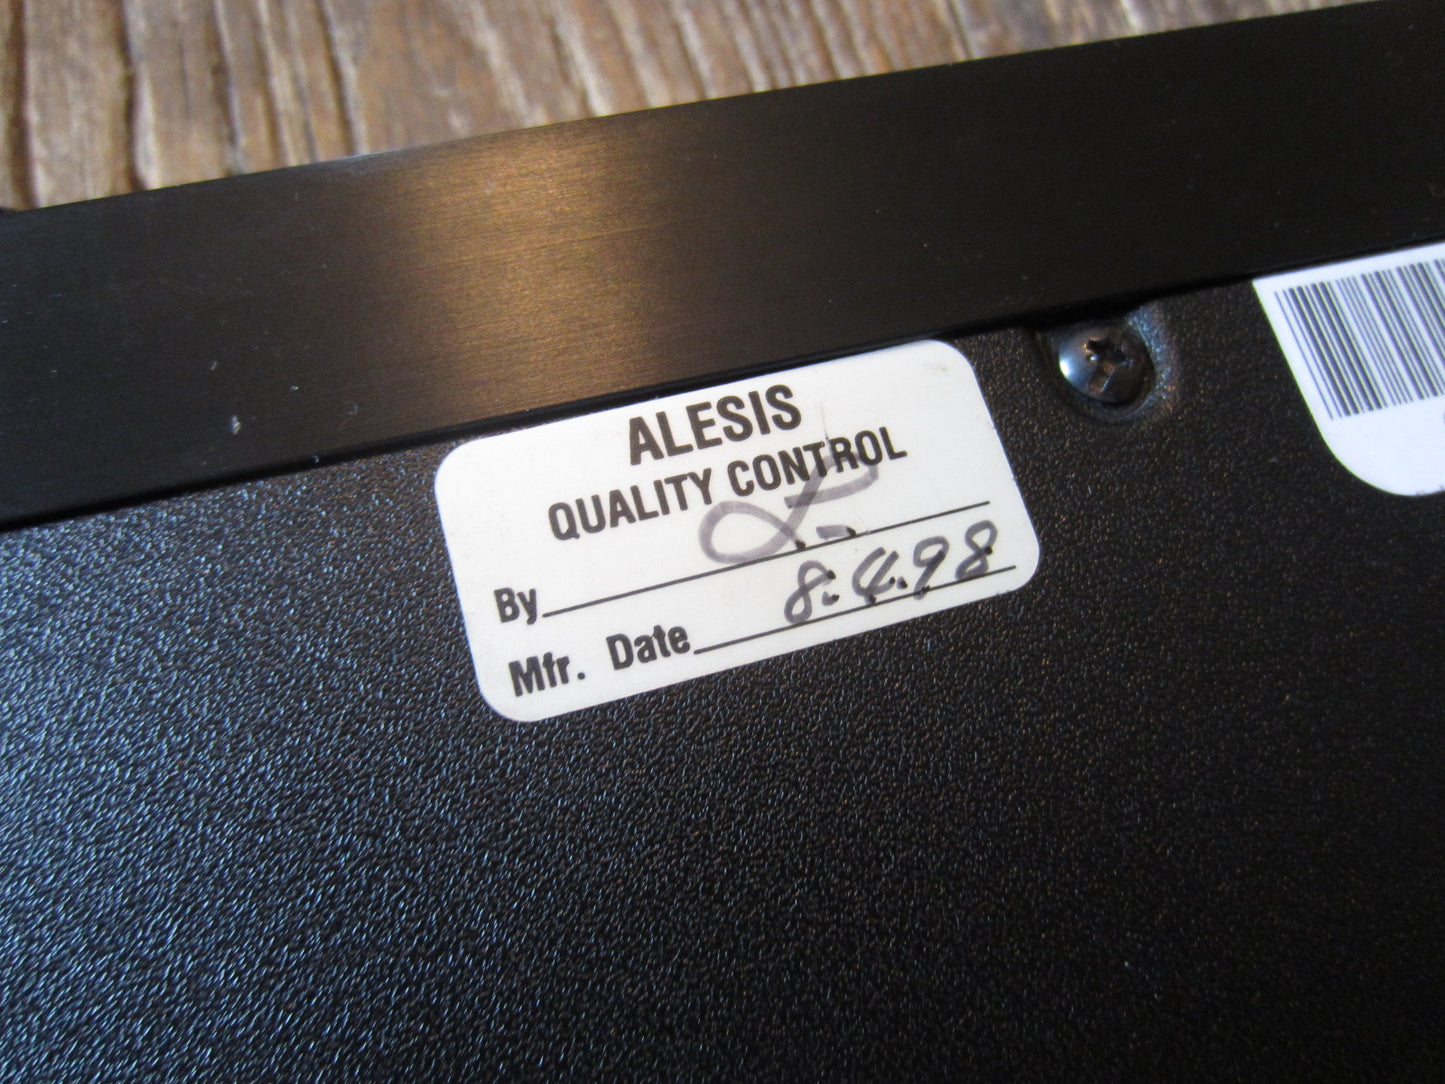 ALESIS
QUALITY CONTROL
By
Mfr. Date 8.4.98